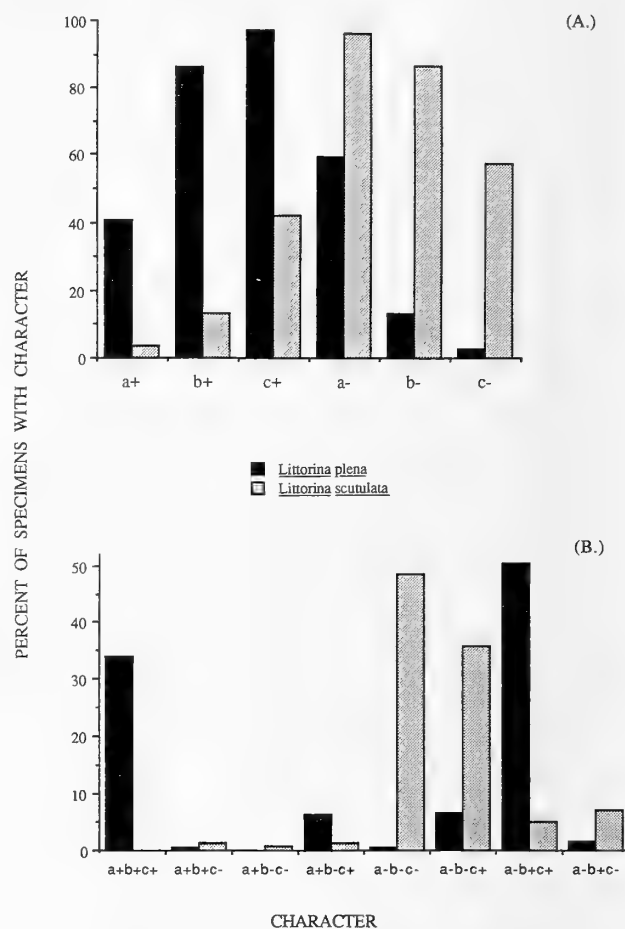 (A.)
PERCENT OF SPECIMENS WITH CHARACTER
100
80
60
40
20
0
a+ b+ c+ a- b- c-
Littorina plena
Littorina scutulata
(B.)
50
40
30
20
10
0
a+b+c+ a+b+c- a+b-c- a+b-c+ a-b-c- a-b-c+ a-b+c+ a-b+c-
CHARACTER